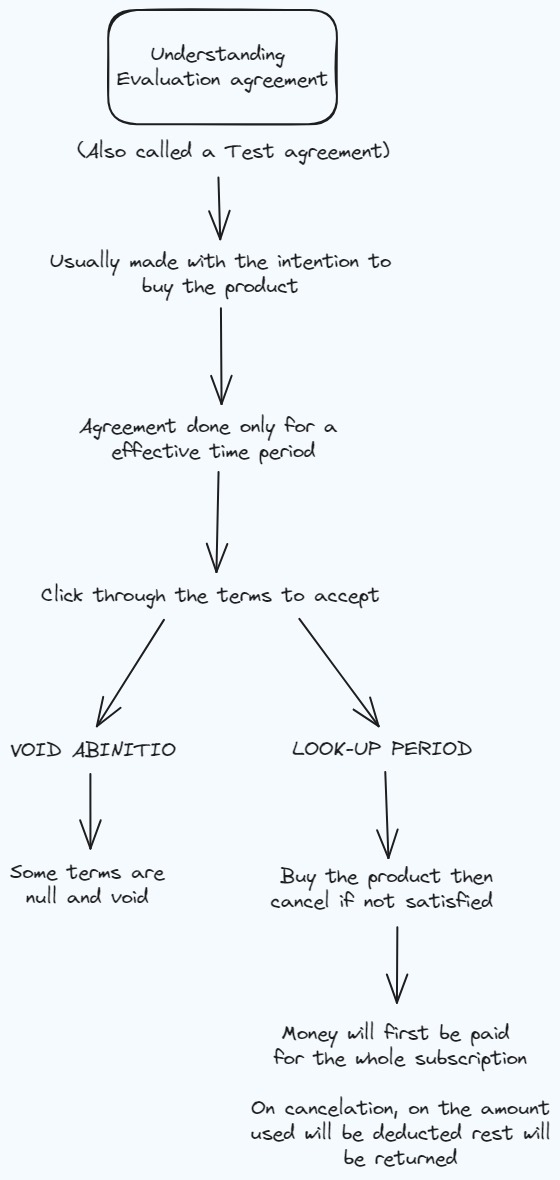 Understanding
Evaluation agreement
(Also called a Test agreement)
Usually made with the intention to
buy the product
Agreement done only for a
effective time period
Click through the terms to accept
VOID ABINITIO
LOOK-UP PERIOD
Some terms are
null and void
Buy the product then
cancel if not satisfied
Money will first be paid
for the whole subscription
On cancelation, on the amount
used will be deducted rest will
be returned